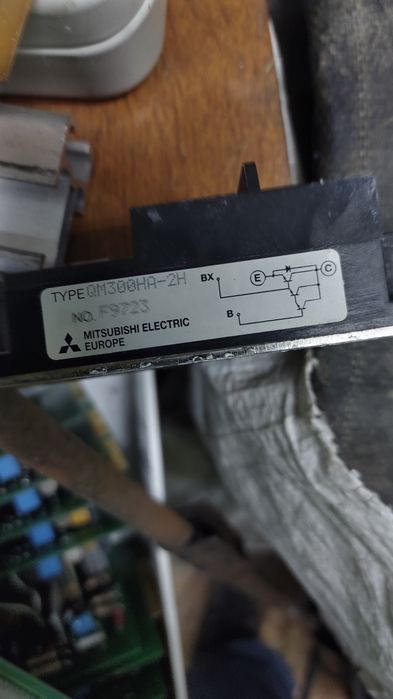 TYPE QM300HA-2H
NO. F9723
MITSUBISHI ELECTRIC
EUROPE
BX
E
C
B